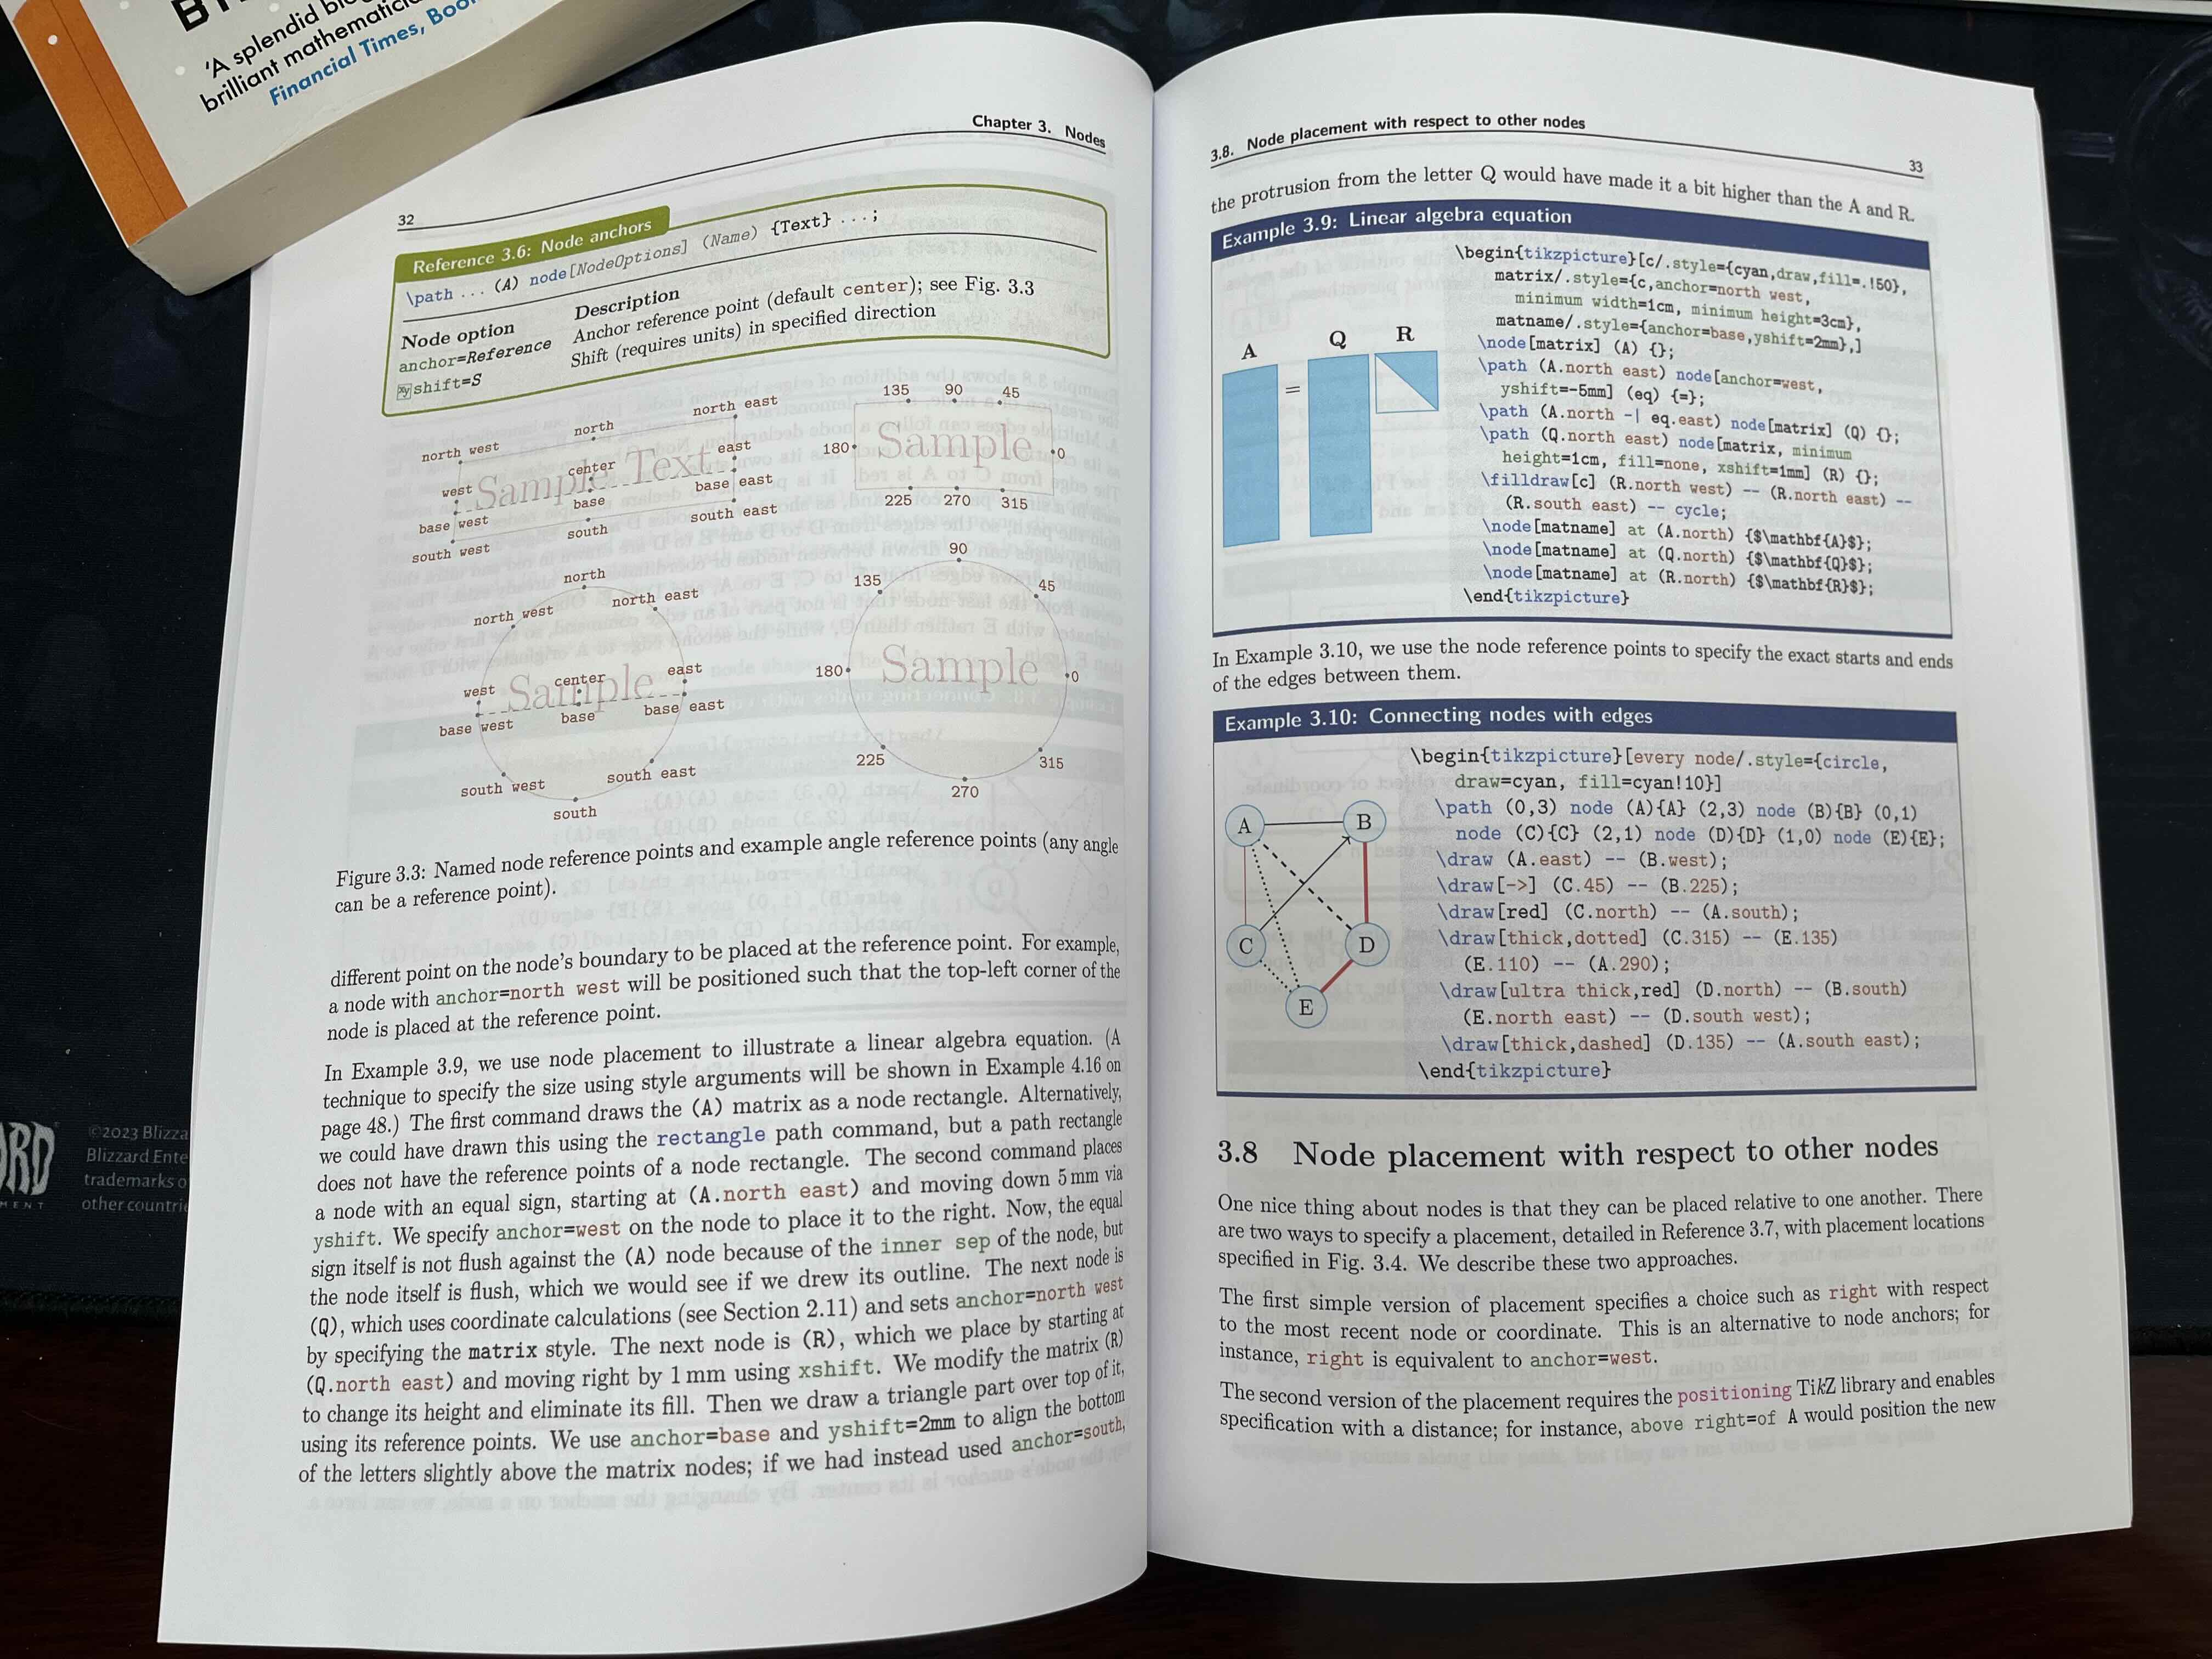 'A splendid
brilliant mathematici
Financial Times,
Chapter 3. Nodes
32
Reference 3.6: Node anchors
\path ... (A) node[NodeOptions] (Name) {Text} ...;
Node option Description
anchor=Reference Anchor reference point (default center); see Fig. 3.3
xy shift=S Shift (requires units) in specified direction
north west
north
north east
west
center
east
Sample Text
base west
base
base east
south west
south
south east
135 90 45
180 Sample 0
225 270 315
north
north west
north east
west
center
east
Sample
base west
base
base east
south west
south east
south
90
135
45
180 Sample 0
225
315
270
Figure 3.3: Named node reference points and example angle reference points (any angle
can be a reference point).
different point on the node's boundary to be placed at the reference point. For example,
a node with anchor=north west will be positioned such that the top-left corner of the
node is placed at the reference point.
In Example 3.9, we use node placement to illustrate a linear algebra equation. (A
technique to specify the size using style arguments will be shown in Example 4.16 on
page 48.) The first command draws the (A) matrix as a node rectangle. Alternatively,
we could have drawn this using the rectangle path command, but a path rectangle
does not have the reference points of a node rectangle. The second command places
a node with an equal sign, starting at (A.north east) and moving down 5 mm via
yshift. We specify anchor=west on the node to place it to the right. Now, the equal
sign itself is not flush against the (A) node because of the inner sep of the node, but
the node itself is flush, which we would see if we drew its outline. The next node is
(Q), which uses coordinate calculations (see Section 2.11) and sets anchor=north west
by specifying the matrix style. The next node is (R), which we place by starting at
(Q.north east) and moving right by 1 mm using xshift. We modify the matrix (R)
to change its height and eliminate its fill. Then we draw a triangle part over top of it,
using its reference points. We use anchor=base and yshift=2mm to align the bottom
of the letters slightly above the matrix nodes; if we had instead used anchor=south,
3.8. Node placement with respect to other nodes
33
the protrusion from the letter Q would have made it a bit higher than the A and R.
Example 3.9: Linear algebra equation
A Q R
=
\begin{tikzpicture}[c/.style={cyan,draw,fill=.!50},
matrix/.style={c,anchor=north west,
minimum width=1cm, minimum height=3cm},
matname/.style={anchor=base,yshift=2mm},]
\node[matrix] (A) {};
\path (A.north east) node[anchor=west,
yshift=-5mm] (eq) {=};
\path (A.north -| eq.east) node[matrix] (Q) {};
\path (Q.north east) node[matrix, minimum
height=1cm, fill=none, xshift=1mm] (R) {};
\filldraw[c] (R.north west) -- (R.north east) --
(R.south east) -- cycle;
\node[matname] at (A.north) {$\mathbf{A}$};
\node[matname] at (Q.north) {$\mathbf{Q}$};
\node[matname] at (R.north) {$\mathbf{R}$};
\end{tikzpicture}
In Example 3.10, we use the node reference points to specify the exact starts and ends
of the edges between them.
Example 3.10: Connecting nodes with edges
A B
C D
E
\begin{tikzpicture}[every node/.style={circle,
draw=cyan, fill=cyan!10}]
\path (0,3) node (A){A} (2,3) node (B){B} (0,1)
node (C){C} (2,1) node (D){D} (1,0) node (E){E};
\draw (A.east) -- (B.west);
\draw[->] (C.45) -- (B.225);
\draw[red] (C.north) -- (A.south);
\draw[thick,dotted] (C.315) -- (E.135)
(E.110) -- (A.290);
\draw[ultra thick,red] (D.north) -- (B.south)
(E.north east) -- (D.south west);
\draw[thick,dashed] (D.135) -- (A.south east);
\end{tikzpicture}
3.8 Node placement with respect to other nodes
One nice thing about nodes is that they can be placed relative to one another. There
are two ways to specify a placement, detailed in Reference 3.7, with placement locations
specified in Fig. 3.4. We describe these two approaches.
The first simple version of placement specifies a choice such as right with respect
to the most recent node or coordinate. This is an alternative to node anchors; for
instance, right is equivalent to anchor=west.
The second version of the placement requires the positioning TikZ library and enables
specification with a distance; for instance, above right=of A would position the new
©2023 Blizza
Blizzard Ente
trademarks o
other countri